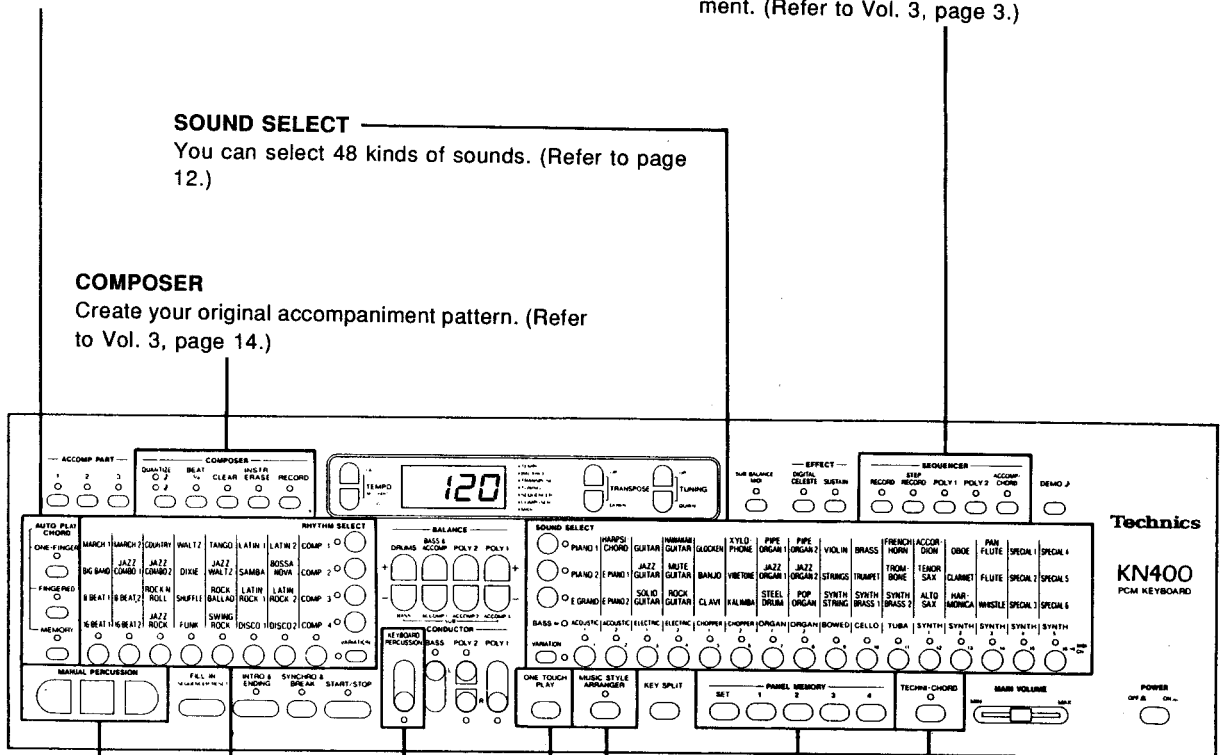 ment. (Refer to Vol. 3, page 3.)
SOUND SELECT
You can select 48 kinds of sounds. (Refer to page
12.)
COMPOSER
Create your original accompaniment pattern. (Refer
to Vol. 3, page 14.)
ACCOMP PART
1 2 3
COMPOSER
QUANTIZE BEAT CLEAR INSTR ERASE RECORD
TEMPO
120
TRANSPOSE
TUNING
SUB BALANCE
MIDI
EFFECT
DIGITAL CELESTE SUSTAIN
SEQUENCER
RECORD STEP RECORD POLY 1 POLY 2 ACCOMP-CHORD
DEMO ♪
Technics
KN400
PCM KEYBOARD
AUTO PLAY CHORD
ONE-FINGER
FINGERED
MEMORY
RHYTHM SELECT
MARCH 1 MARCH 2 COUNTRY WALTZ TANGO LATIN 1 LATIN 2 COMP 1
BIG BAND JAZZ COMBO 1 JAZZ COMBO 2 DIXIE JAZZ WALTZ SAMBA BOSSA NOVA COMP 2
8 BEAT 1 8 BEAT 2 ROCK N ROLL SHUFFLE ROCK BALLAD LATIN ROCK 1 LATIN ROCK 2 COMP 3
16 BEAT 1 16 BEAT 2 JAZZ ROCK FUNK SWING ROCK DISCO 1 DISCO 2 COMP 4
VARIATION
BALANCE
DRUMS BASS & ACCOMP POLY 2 POLY 1
BASS ACCOMP 1 ACCOMP 2 ACCOMP 3
SUB
CONDUCTOR
KEYBOARD PERCUSSION
BASS POLY 2 POLY 1
L
R
SOUND SELECT
PIANO 1 HARPSI CHORD GUITAR HAWAIIAN GUITAR GLOCKEN XYLO PHONE PIPE ORGAN 1 PIPE ORGAN 2 VIOLIN BRASS FRENCH HORN ACCOR-DION OBOE PAN FLUTE SPECIAL 1 SPECIAL 4
PIANO 2 E PIANO 1 JAZZ GUITAR MUTE GUITAR BANJO VIBETONE JAZZ ORGAN 1 JAZZ ORGAN 2 STRINGS TRUMPET TROM-BONE TENOR SAX CLARINET FLUTE SPECIAL 2 SPECIAL 5
E GRAND E PIANO 2 SOLID GUITAR ROCK GUITAR CLAVI KALIMBA STEEL DRUM POP ORGAN SYNTH STRING SYNTH BRASS 1 SYNTH BRASS 2 ALTO SAX HAR-MONICA WHISTLE SPECIAL 3 SPECIAL 6
BASS ACOUSTIC ACOUSTIC ELECTRIC ELECTRIC CHOPPER CHOPPER ORGAN ORGAN BOWED CELLO TUBA SYNTH SYNTH SYNTH SYNTH SYNTH
VARIATION
MANUAL PERCUSSION
FILL IN
INTRO & ENDING
SYNCHRO & BREAK
START/STOP
ONE TOUCH PLAY
MUSIC STYLE ARRANGER
KEY SPLIT
PANEL MEMORY
SET 1 2 3 4
TECHNI-CHORD
MAIN VOLUME
MIN MAX
POWER
OFF ON